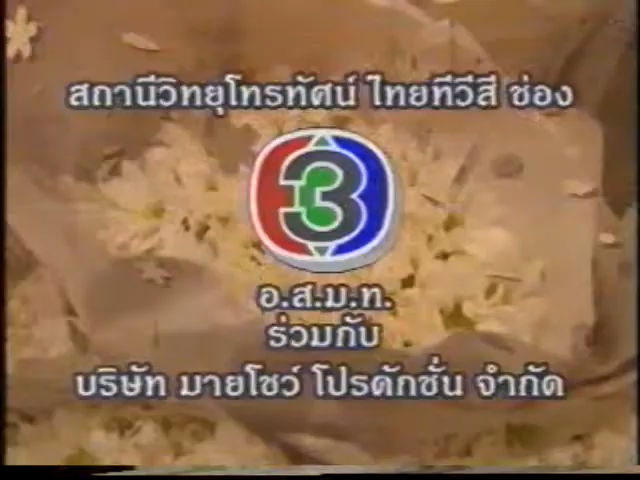 สถานีวิทยุโทรทัศน์ ไทยทีวีสี ช่อง
3
อ.ส.ม.ท.
ร่วมกับ
บริษัท มายโชว์ โปรดักชั่น จำกัด